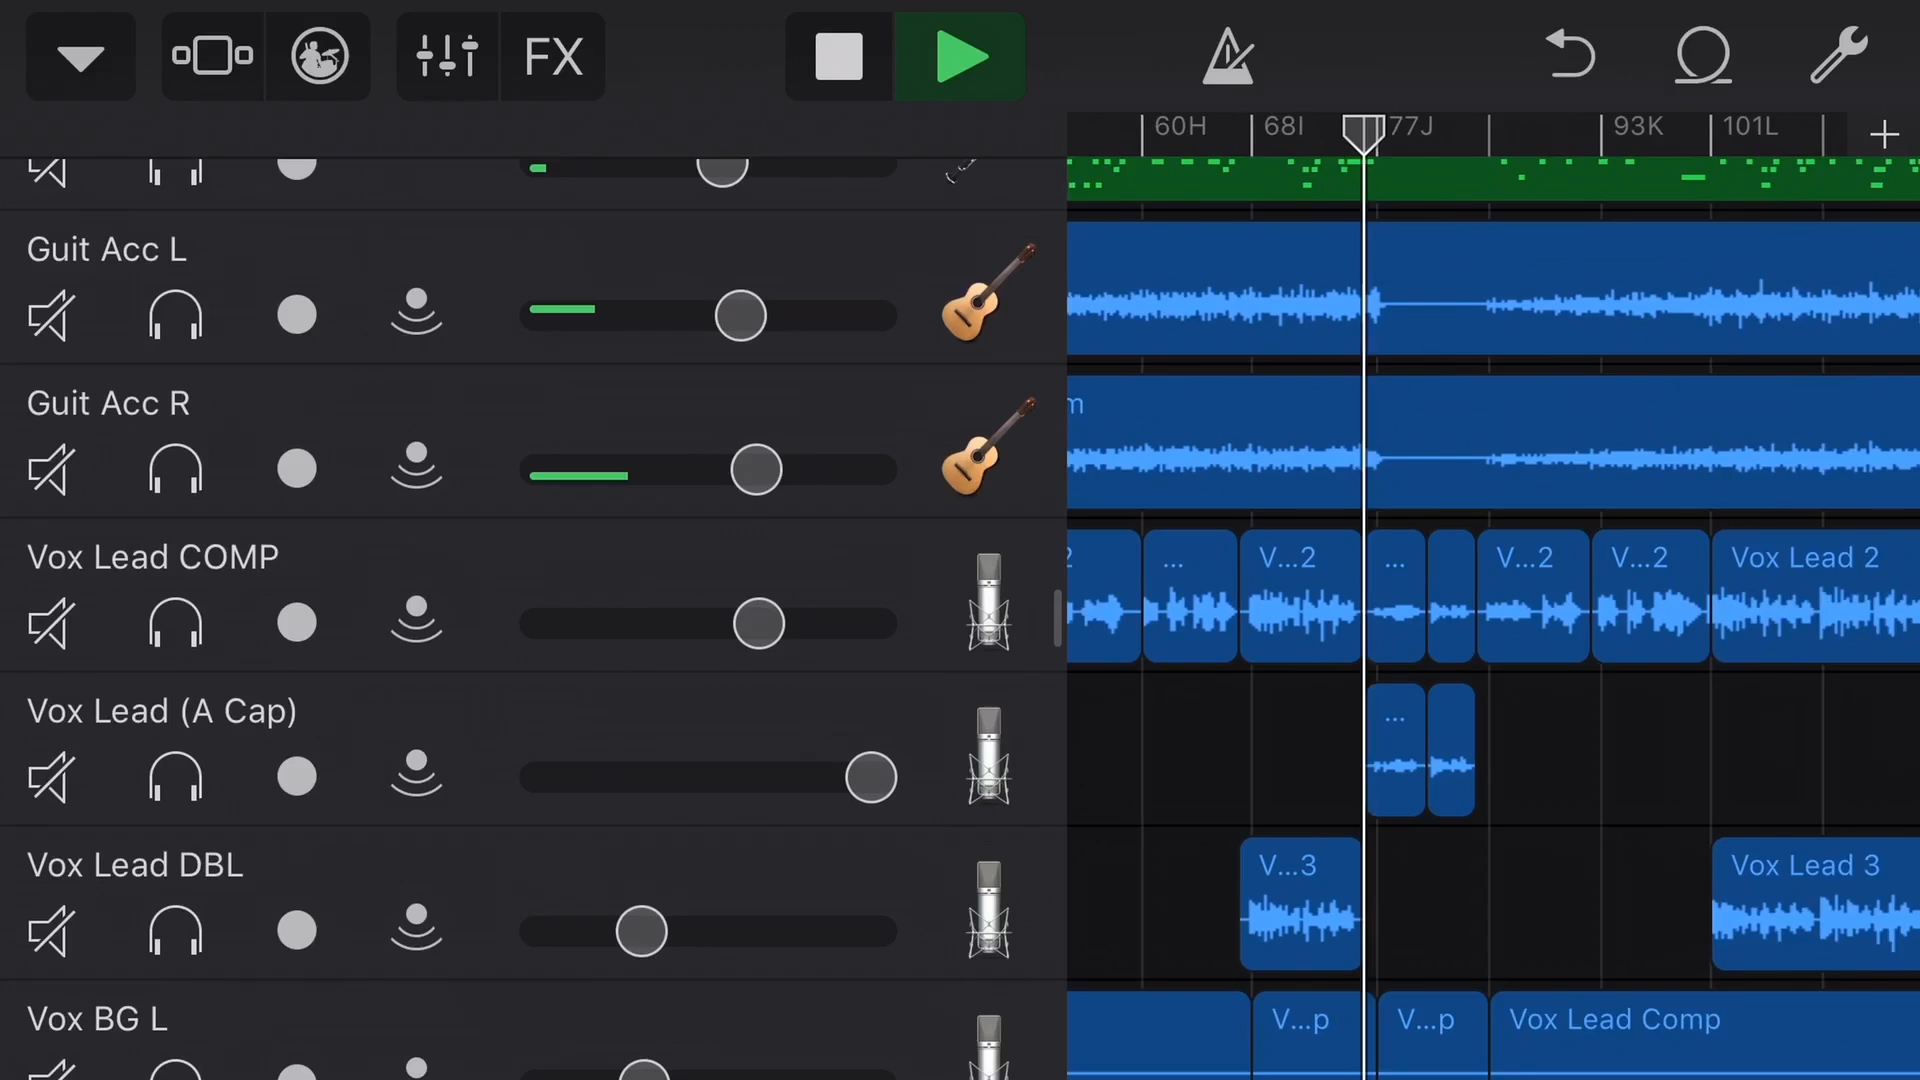 FX
60H 68I 77J 93K 101L
Guit Acc L
Guit Acc R
m
Vox Lead COMP
2 ... V...2 ... V...2 V...2 Vox Lead 2
Vox Lead (A Cap)
...
Vox Lead DBL
V...3 Vox Lead 3
Vox BG L
V...p V...p Vox Lead Comp